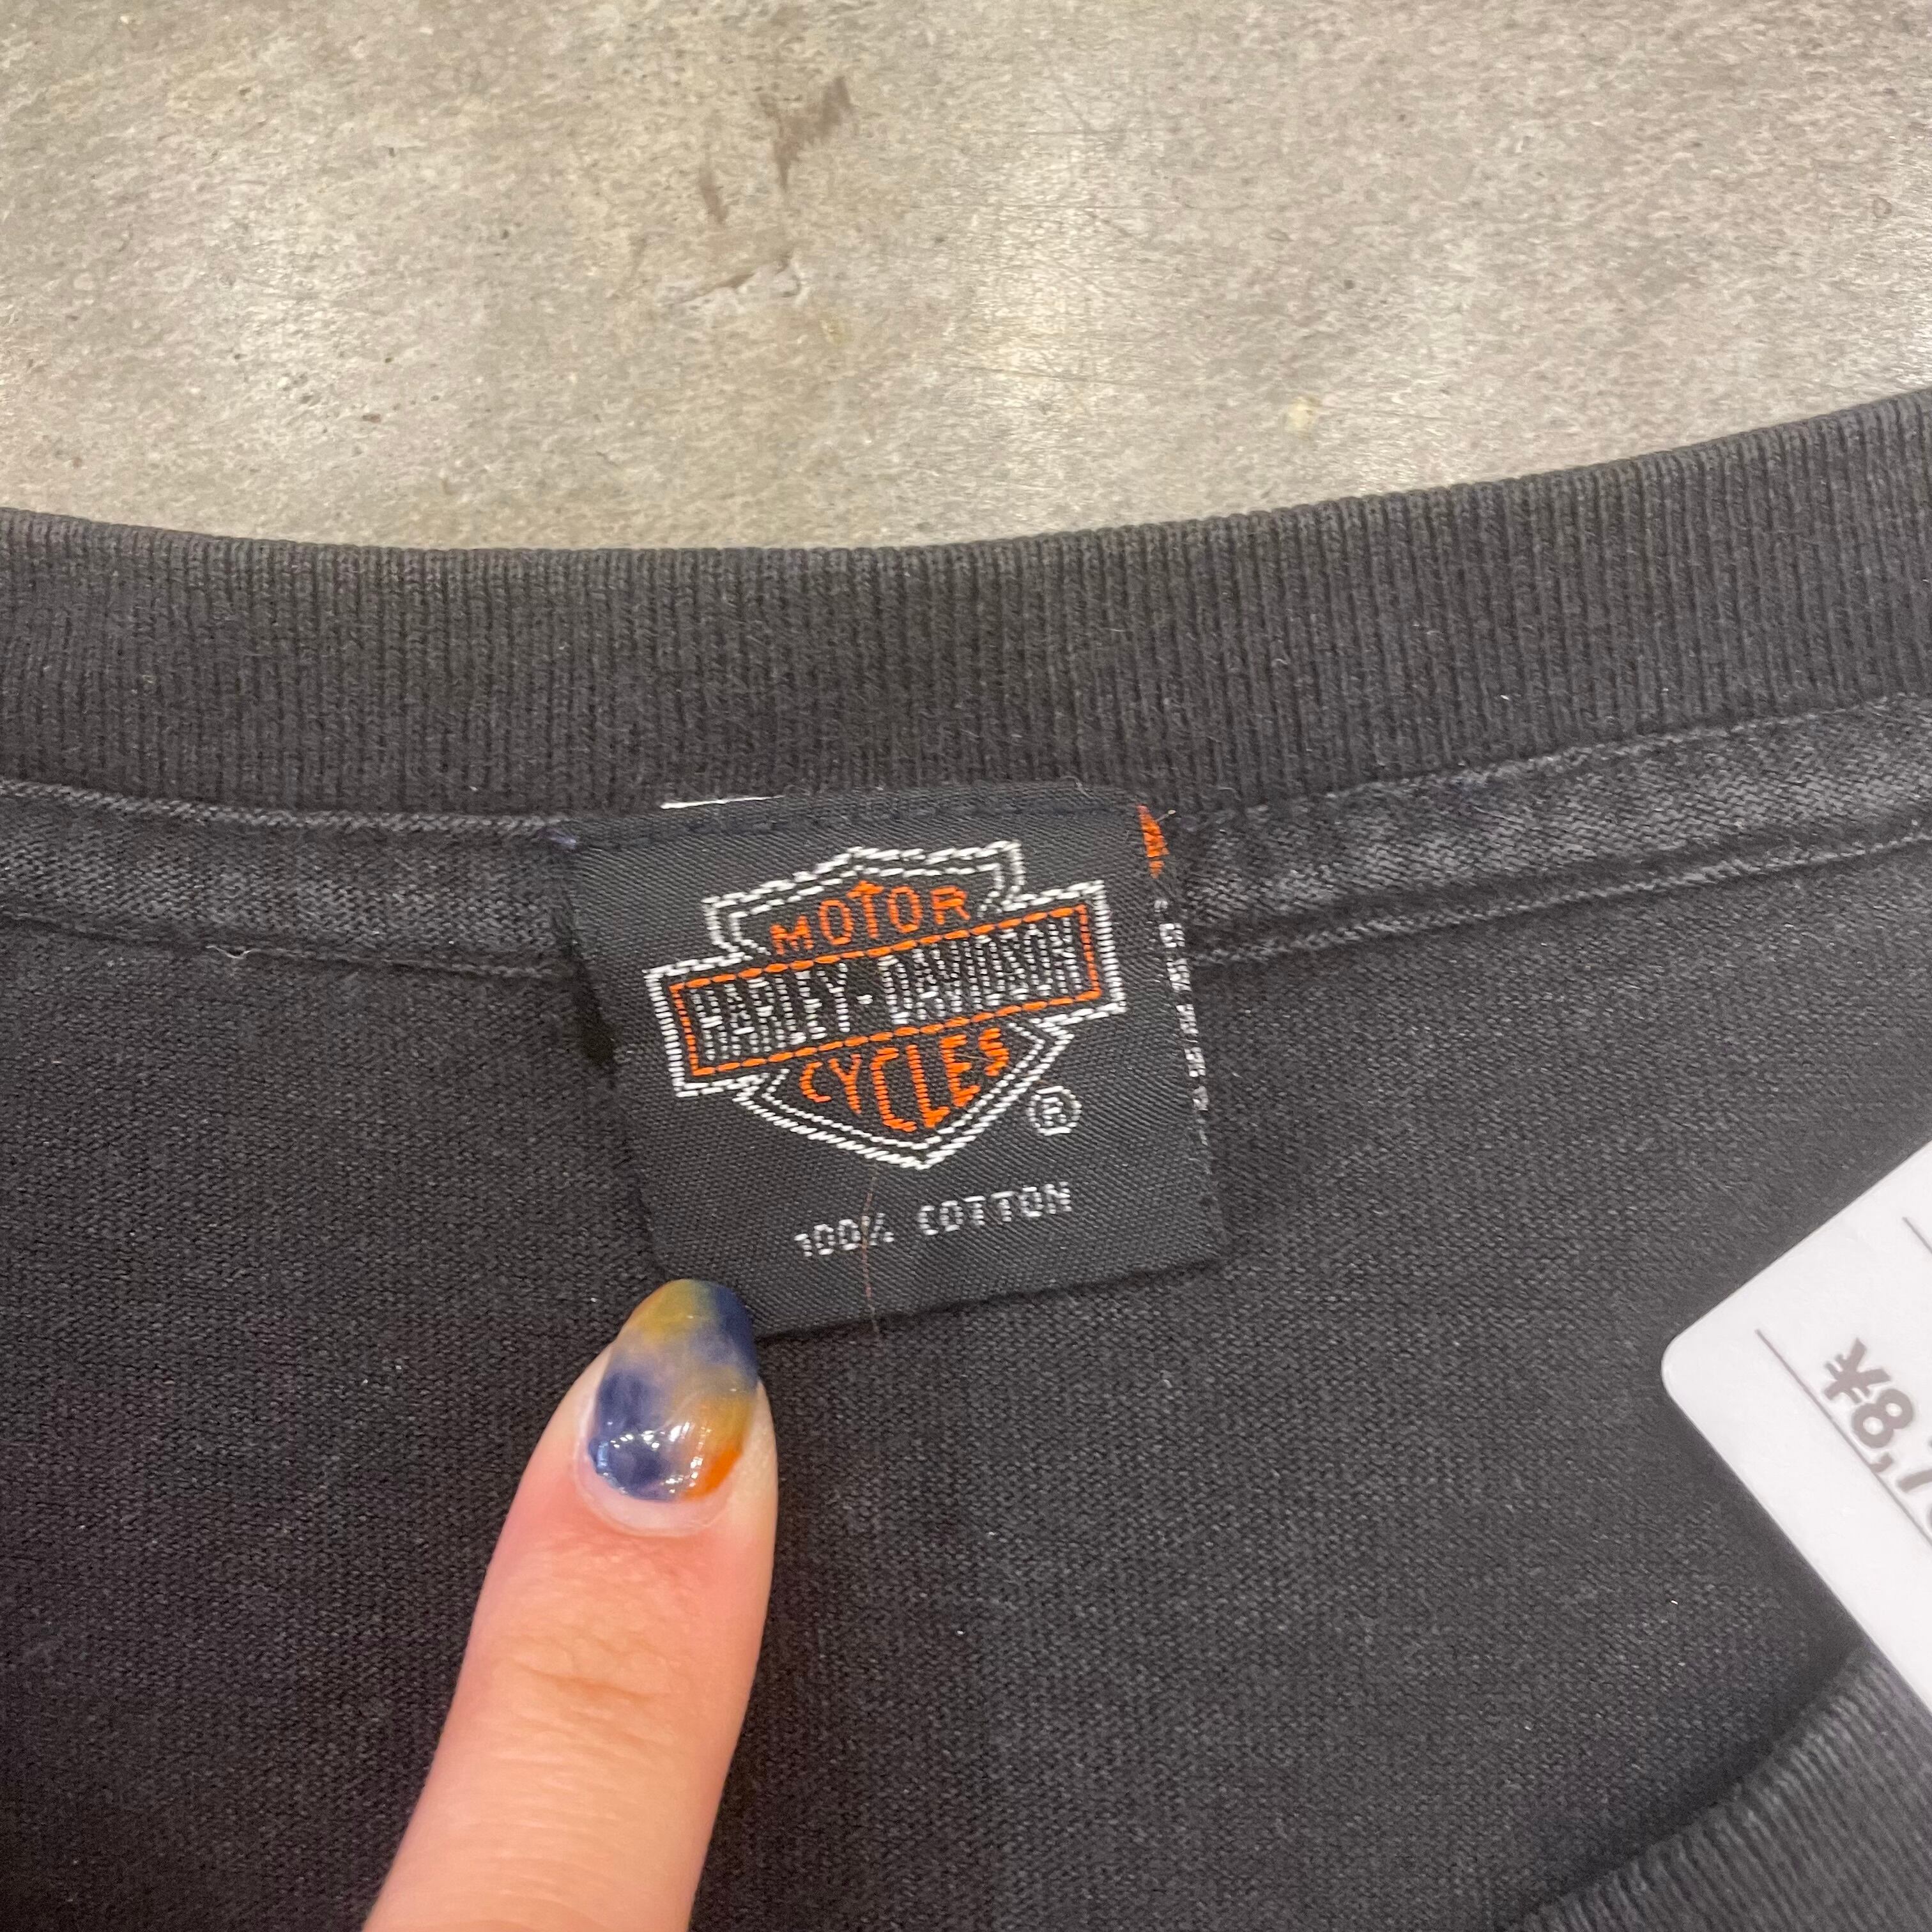 MOTOR
HARLEY-DAVIDSON
CYCLES
®
100% COTTON